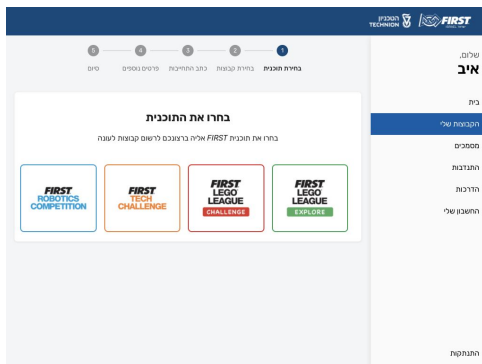 FIRST
הטכניון
TECHNION
שלום,
איב
בית
הקבוצות שלי
מסמכים
התנדבות
הדרכות
החשבון שלי
התנתקות
1 2 3 4 5
בחירת תוכנית בחירת קבוצות כתב התחייבות פרטים נוספים סיום
בחרו את התוכנית
בחרו את תוכנית FIRST אליה ברצונכם לרשום קבוצות לעונה
FIRST
LEGO
LEAGUE
EXPLORE
FIRST
LEGO
LEAGUE
CHALLENGE
FIRST
TECH
CHALLENGE
FIRST
ROBOTICS
COMPETITION